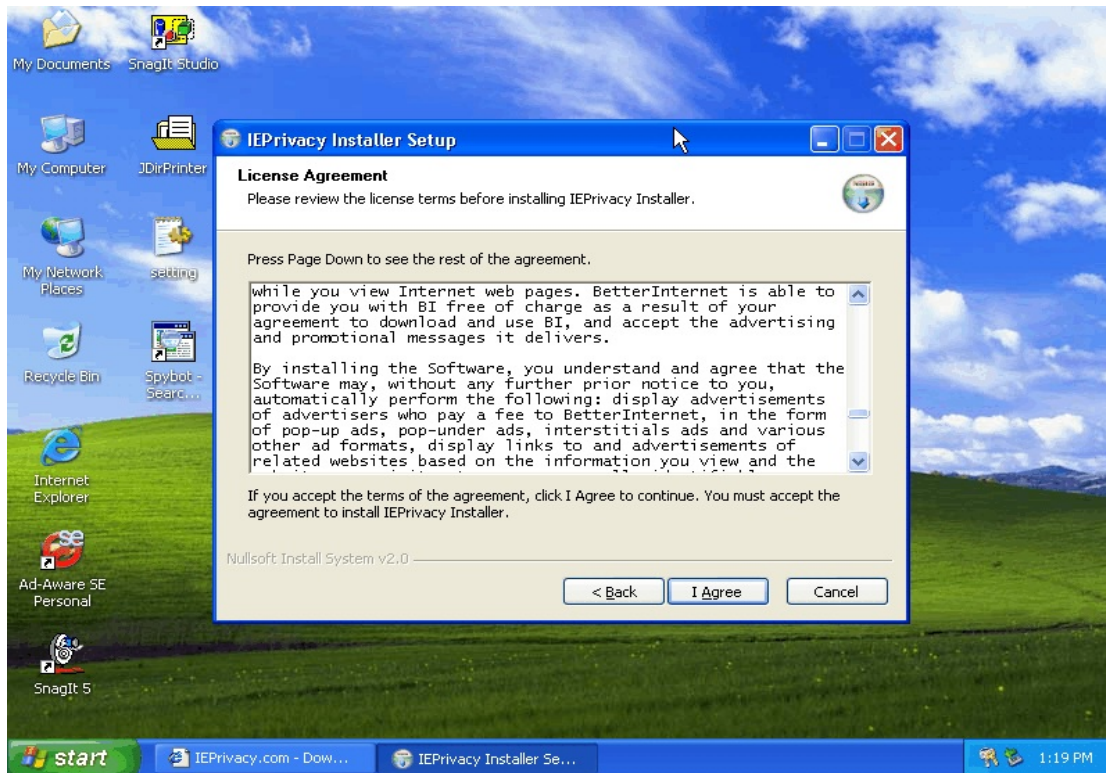 My Documents
SnagIt Studio
My Computer
JDirPrinter
My Network
Places
setting
Recycle Bin
Spybot -
Searc...
Internet
Explorer
Ad-Aware SE
Personal
SnagIt 5
IEPrivacy Installer Setup
License Agreement
Please review the license terms before installing IEPrivacy Installer.
Press Page Down to see the rest of the agreement.
while you view Internet web pages. BetterInternet is able to
provide you with BI free of charge as a result of your
agreement to download and use BI, and accept the advertising
and promotional messages it delivers.
By installing the Software, you understand and agree that the
Software may, without any further prior notice to you,
automatically perform the following: display advertisements
of advertisers who pay a fee to BetterInternet, in the form
of pop-up ads, pop-under ads, interstitials ads and various
other ad formats, display links to and advertisements of
related websites based on the information you view and the
If you accept the terms of the agreement, click I Agree to continue. You must accept the
agreement to install IEPrivacy Installer.
Nullsoft Install System v2.0
< Back
I Agree
Cancel
start
IEPrivacy.com - Dow...
IEPrivacy Installer Se...
1:19 PM